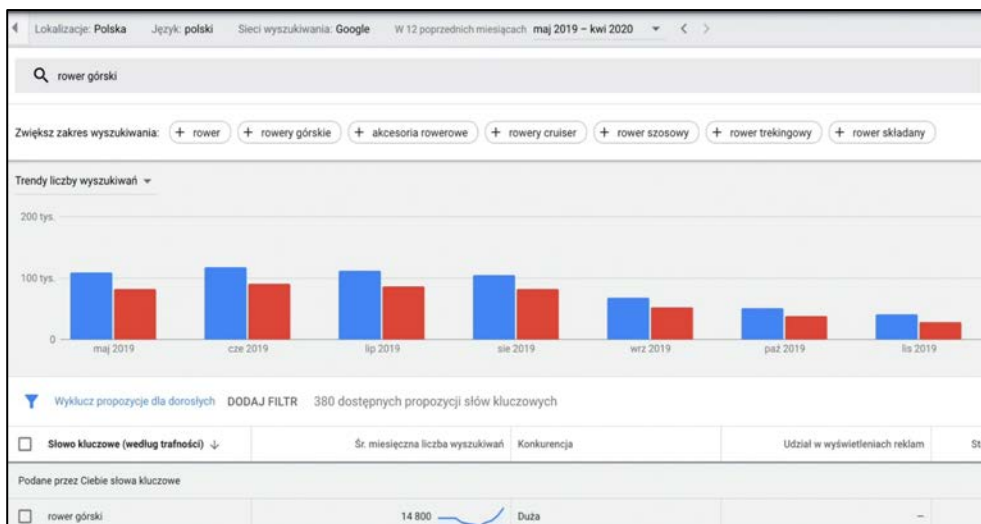 Lokalizacje: Polska Język: polski Sieci wyszukiwania: Google W 12 poprzednich miesiącach maj 2019 – kwi 2020
rower górski
Zwiększ zakres wyszukiwania: + rower + rowery górskie + akcesoria rowerowe + rowery cruiser + rower szosowy + rower trekingowy + rower składany
Trendy liczby wyszukiwań
200 tys.
100 tys.
0
maj 2019 cze 2019 lip 2019 sie 2019 wrz 2019 paź 2019 lis 2019
Wyklucz propozycje dla dorosłych DODAJ FILTR 380 dostępnych propozycji słów kluczowych
Słowo kluczowe (według trafności) ↓ Śr. miesięczna liczba wyszukiwań Konkurencja Udział w wyświetleniach reklam St
Podane przez Ciebie słowa kluczowe
rower górski 14 800 Duża –